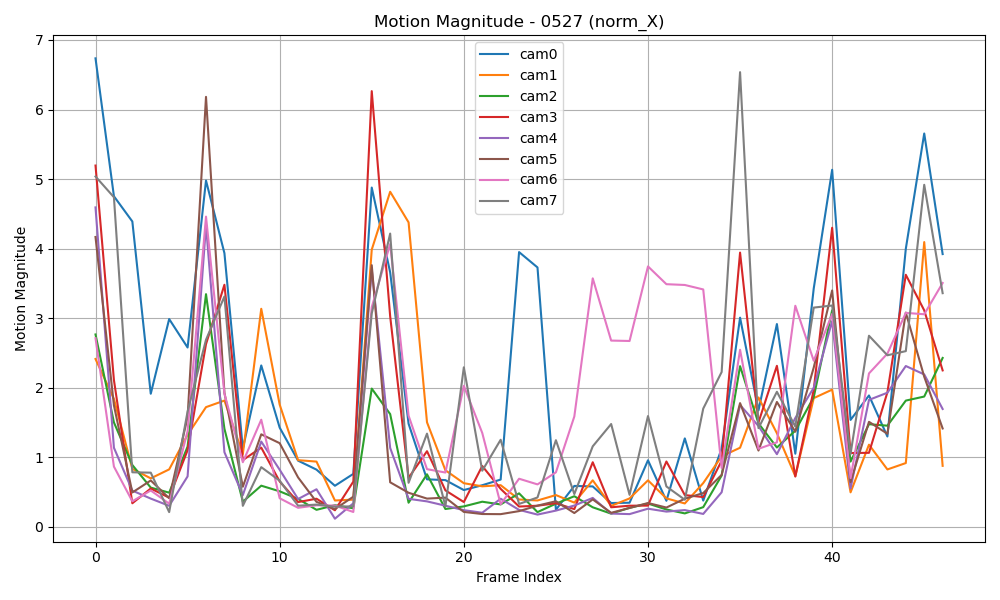 Motion Magnitude - 0527 (norm_X)
7
6
5
4
3
2
1
0
Motion Magnitude
cam0
cam1
cam2
cam3
cam4
cam5
cam6
cam7
0
10
20
30
40
Frame Index